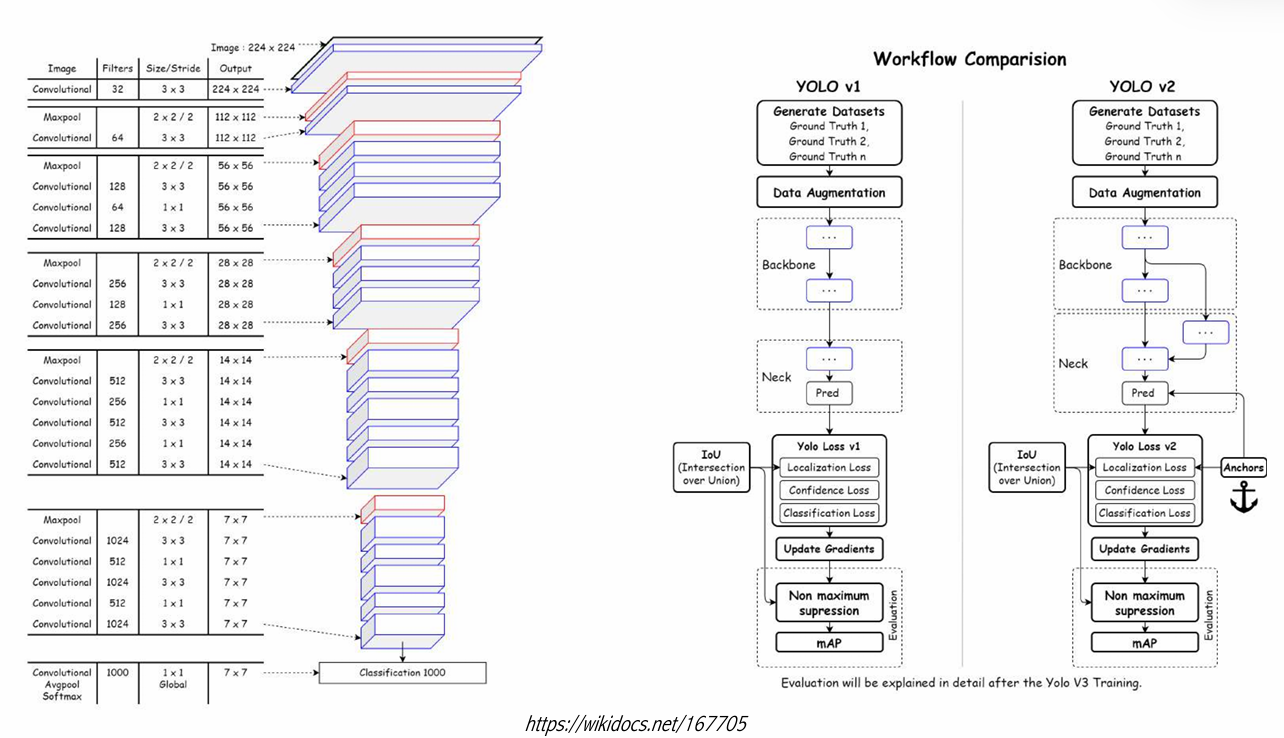 Image : 224 x 224
Image Filters Size/Stride Output
Convolutional 32 3 x 3 224 x 224
Maxpool 2 x 2 / 2 112 x 112
Convolutional 64 3 x 3 112 x 112
Maxpool 2 x 2 / 2 56 x 56
Convolutional 128 3 x 3 56 x 56
Convolutional 64 1 x 1 56 x 56
Convolutional 128 3 x 3 56 x 56
Maxpool 2 x 2 / 2 28 x 28
Convolutional 256 3 x 3 28 x 28
Convolutional 128 1 x 1 28 x 28
Convolutional 256 3 x 3 28 x 28
Maxpool 2 x 2 / 2 14 x 14
Convolutional 512 3 x 3 14 x 14
Convolutional 256 1 x 1 14 x 14
Convolutional 512 3 x 3 14 x 14
Convolutional 256 1 x 1 14 x 14
Convolutional 512 3 x 3 14 x 14
Maxpool 2 x 2 / 2 7 x 7
Convolutional 1024 3 x 3 7 x 7
Convolutional 512 1 x 1 7 x 7
Convolutional 1024 3 x 3 7 x 7
Convolutional 512 1 x 1 7 x 7
Convolutional 1024 3 x 3 7 x 7
Convolutional 1000 1 x 1 7 x 7
Avgpool Global
Softmax
Classification 1000
Workflow Comparision
YOLO v1
Generate Datasets
Ground Truth 1,
Ground Truth 2,
Ground Truth n
Data Augmentation
...
Backbone
...
...
Neck
Pred
IoU
(Intersection
over Union)
Yolo Loss v1
Localization Loss
Confidence Loss
Classification Loss
Update Gradients
Non maximum
supression
mAP
Evaluation
YOLO v2
Generate Datasets
Ground Truth 1,
Ground Truth 2,
Ground Truth n
Data Augmentation
...
Backbone
...
...
...
Neck
Pred
IoU
(Intersection
over Union)
Yolo Loss v2
Localization Loss
Confidence Loss
Classification Loss
Anchors
Update Gradients
Non maximum
supression
mAP
Evaluation
Evaluation will be explained in detail after the Yolo V3 Training.
https://wikidocs.net/167705